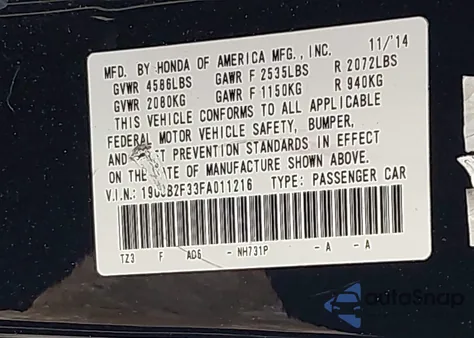 MFD. BY HONDA OF AMERICA MFG., INC. 11/'14
GVWR 4586LBS GAWR F 2535LBS R 2072LBS
GVWR 2080KG GAWR F 1150KG R 940KG
THIS VEHICLE CONFORMS TO ALL APPLICABLE
FEDERAL MOTOR VEHICLE SAFETY, BUMPER,
AND PREVENTION STANDARDS IN EFFECT
ON THE DATE OF MANUFACTURE SHOWN ABOVE.
V.I.N.: TYPE: PASSENGER CAR
TZ3 F AD6 - NH731P - A - A
autoSnap